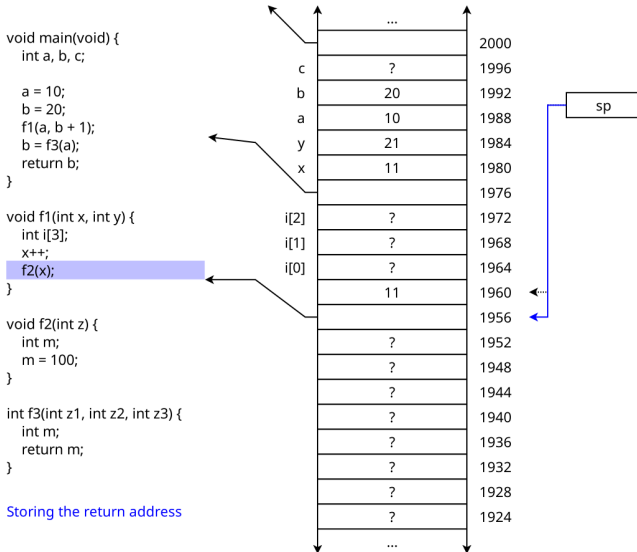 void main(void) {
int a, b, c;
a = 10;
b = 20;
f1(a, b + 1);
b = f3(a);
return b;
}
void f1(int x, int y) {
int i[3];
x++;
f2(x);
}
void f2(int z) {
int m;
m = 100;
}
int f3(int z1, int z2, int z3) {
int m;
return m;
}
Storing the return address
...
2000
c ? 1996
b 20 1992
a 10 1988
y 21 1984
x 11 1980
1976
i[2] ? 1972
i[1] ? 1968
i[0] ? 1964
11 1960
1956
? 1952
? 1948
? 1944
? 1940
? 1936
? 1932
? 1928
? 1924
...
sp